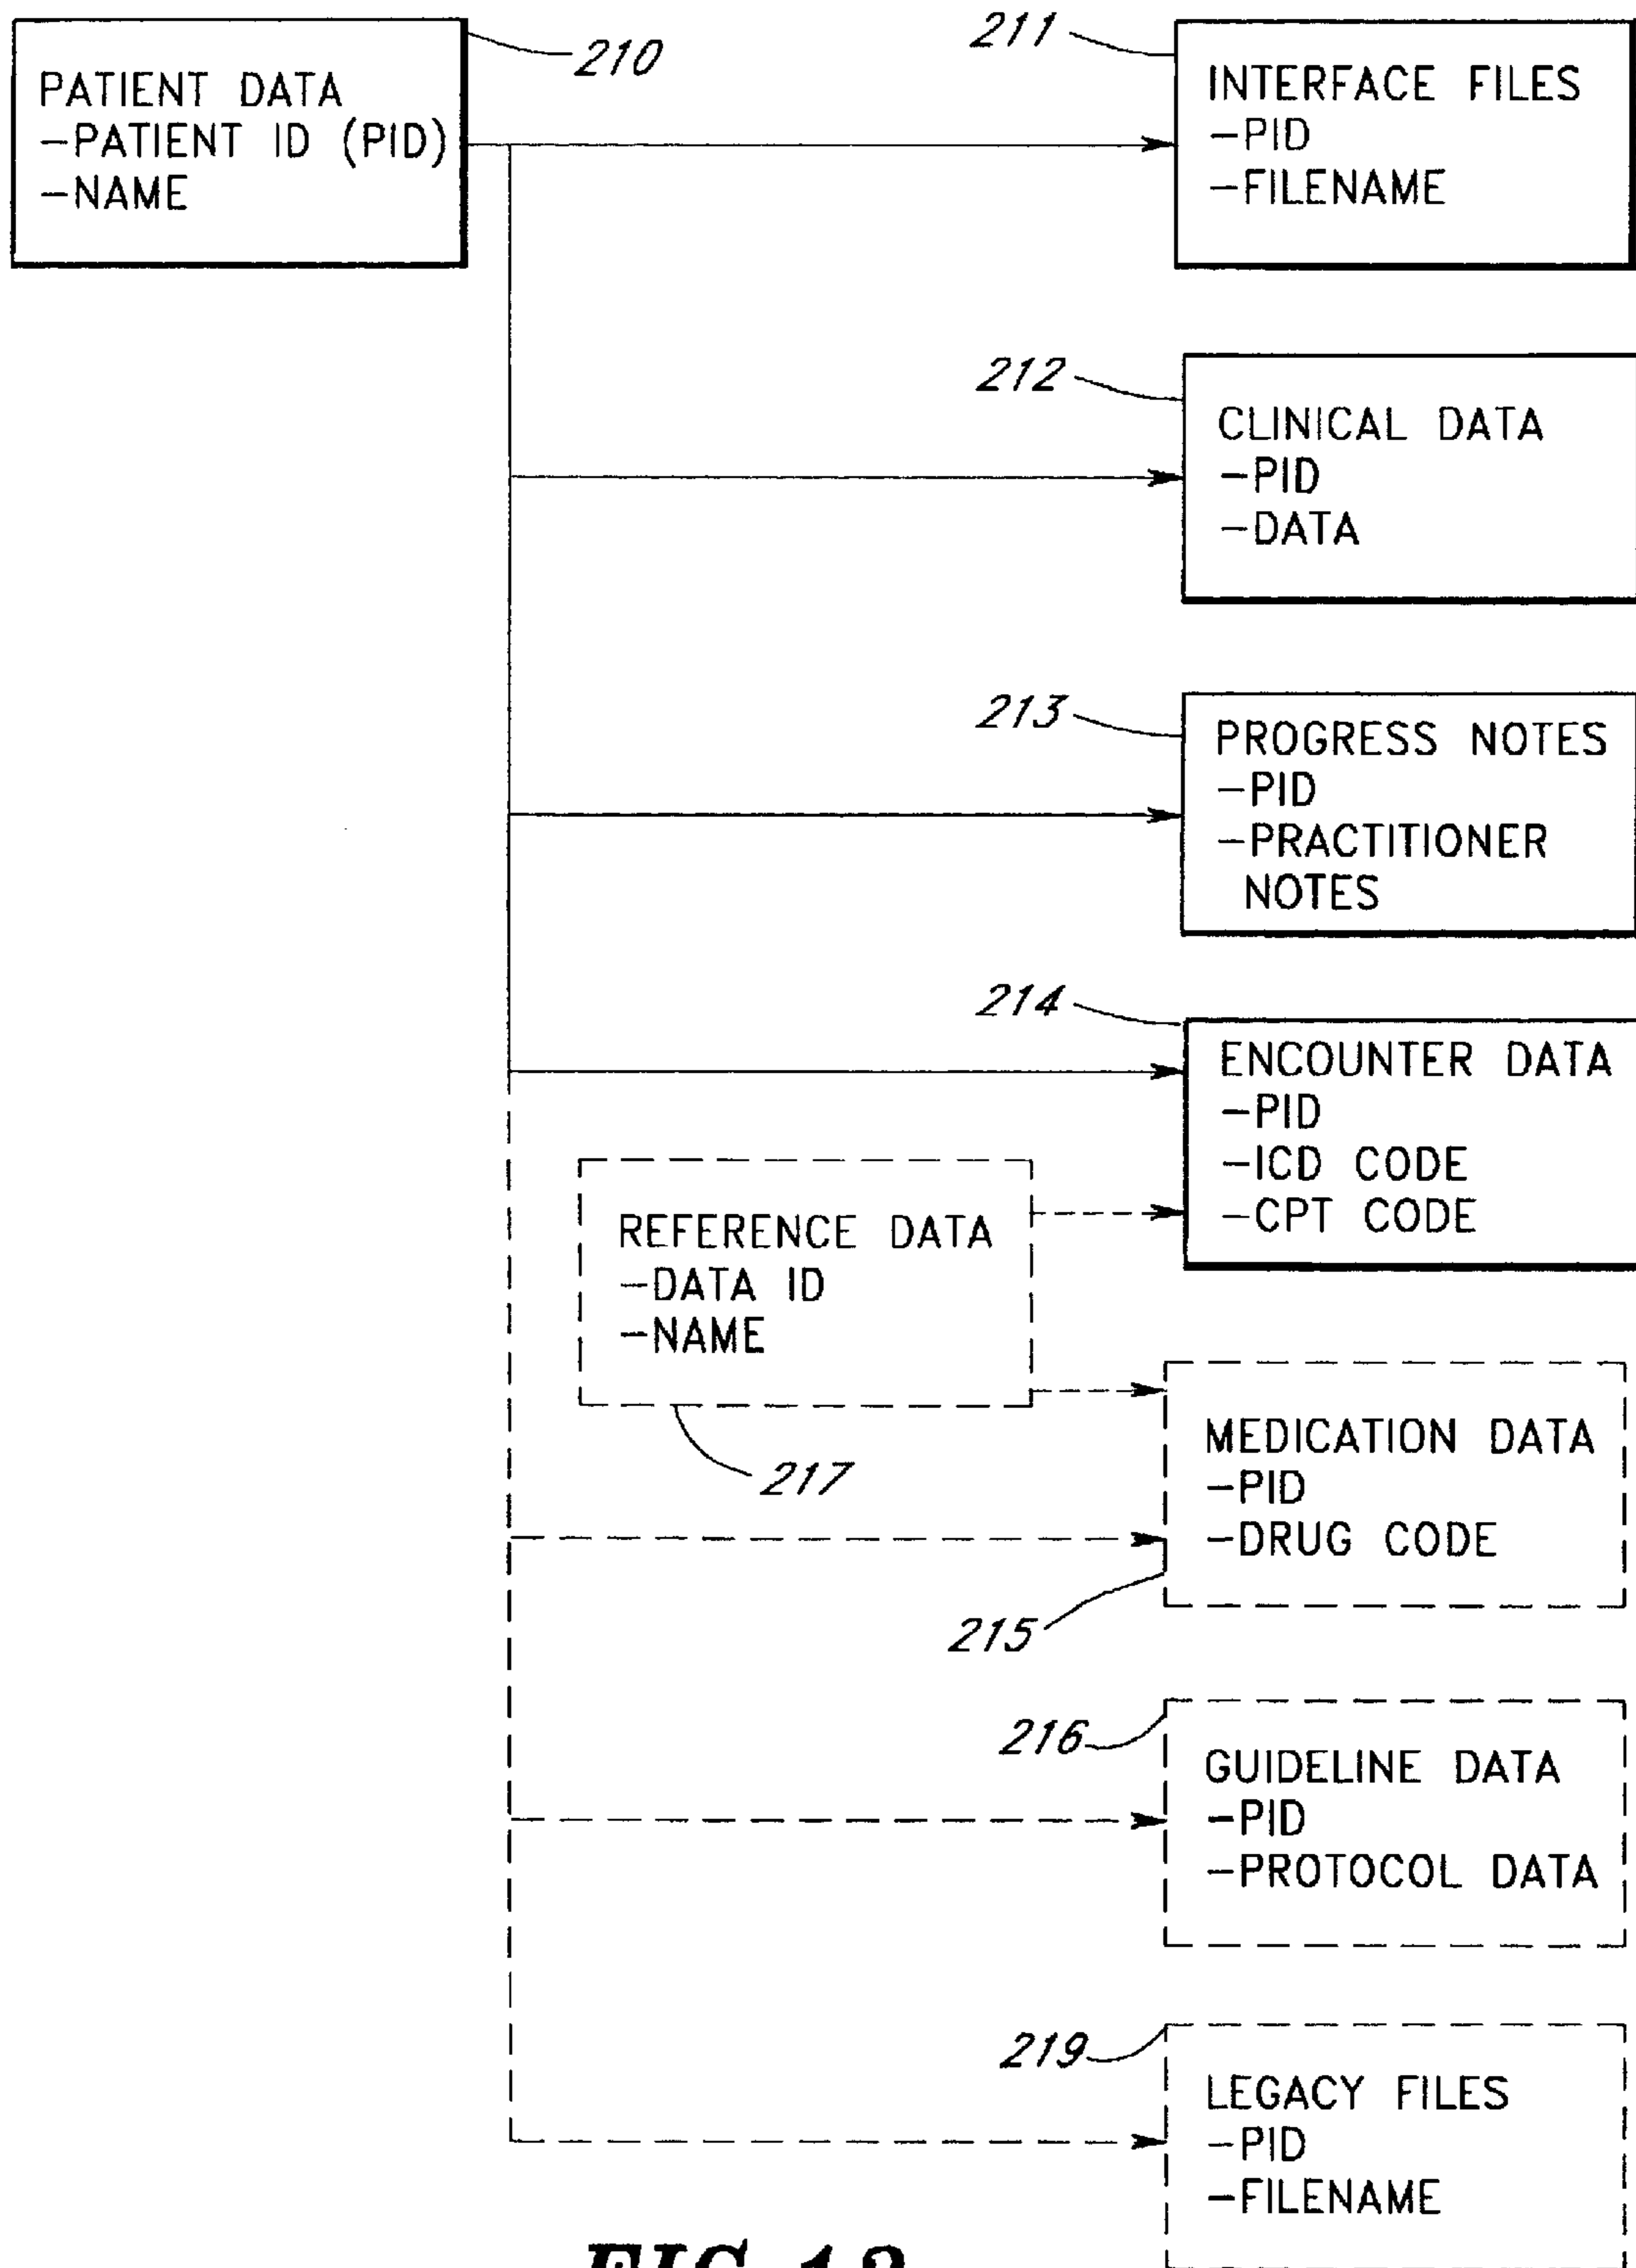 210
PATIENT DATA
-PATIENT ID (PID)
-NAME
211
INTERFACE FILES
-PID
-FILENAME
212
CLINICAL DATA
-PID
-DATA
213
PROGRESS NOTES
-PID
-PRACTITIONER
NOTES
214
ENCOUNTER DATA
-PID
-ICD CODE
-CPT CODE
REFERENCE DATA
-DATA ID
-NAME
217
MEDICATION DATA
-PID
-DRUG CODE
215
216
GUIDELINE DATA
-PID
-PROTOCOL DATA
219
LEGACY FILES
-PID
-FILENAME